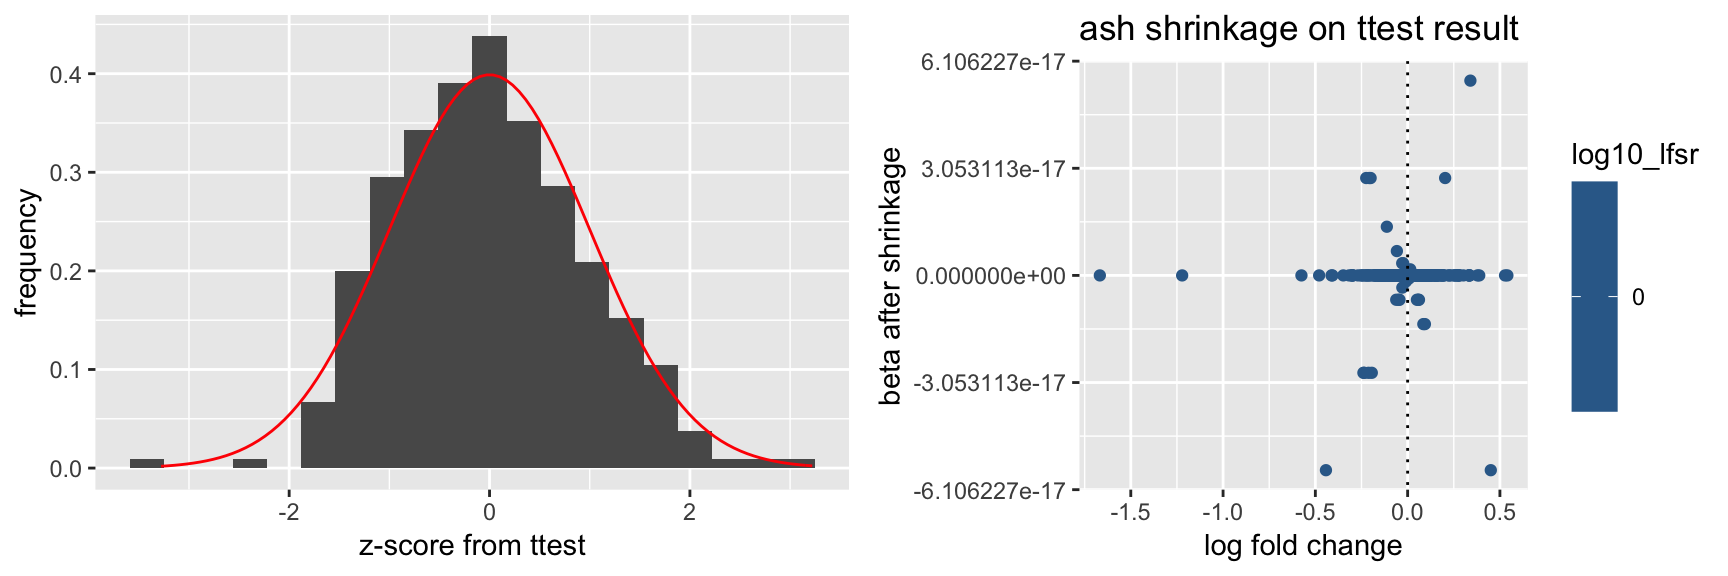 0.4
0.3
0.2
0.1
0.0
frequency
-2
0
2
z-score from ttest
ash shrinkage on ttest result
6.106227e-17
3.053113e-17
0.000000e+00
-3.053113e-17
-6.106227e-17
beta after shrinkage
-1.5
-1.0
-0.5
0.0
0.5
log fold change
log10_lfsr
0